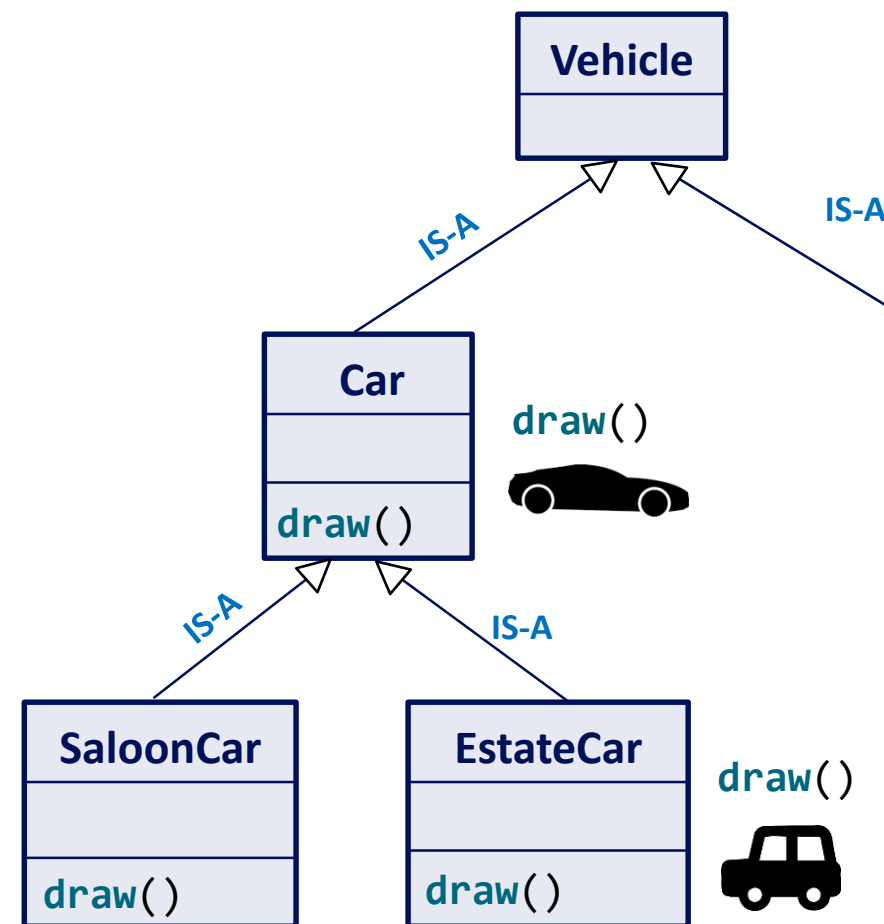 Vehicle
IS-A
IS-A
Car
draw()
draw()
IS-A
IS-A
SaloonCar
EstateCar
draw()
draw()
draw()